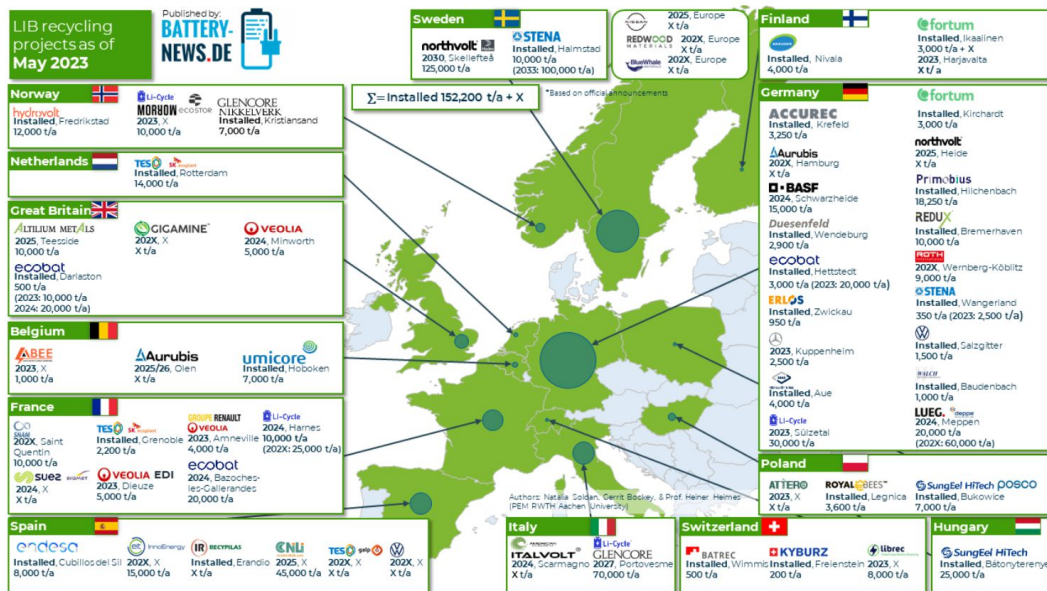 LIB recycling
projects as of
May 2023
Published by:
BATTERY-
NEWS.DE
Sweden
northvolt
2030, Skellefteå
125,000 t/a
STENA
Installed, Halmstad
10,000 t/a
(2023: 100,000 t/a)
NISSAN
2025, Europe
X t/a
REDWOOD
MATERIALS
202X, Europe
X t/a
BlueWhale
202X, Europe
X t/a
Finland
Installed, Nivala
4,000 t/a
fortum
Installed, Ikaalinen
3,000 t/a + X
2023, Harjavalta
X t/a
Norway
hydrovolt
Installed, Fredrikstad
12,000 t/a
Li-Cycle
MORROW ecostor
2023, X
10,000 t/a
GLENCORE
NIKKELVERK
Installed, Kristiansand
7,000 t/a
∑=Installed 152,200 t/a + X
*Based on official announcements
Netherlands
TES SK ecoplant
Installed, Rotterdam
14,000 t/a
Great Britain
ALTILIUM METALS
2025, Teesside
10,000 t/a
GIGAMINE
202X, X
X t/a
VEOLIA
2024, Minworth
5,000 t/a
ecobat
Installed, Darlaston
500 t/a
(2023: 10,000 t/a
2024: 20,000 t/a)
Belgium
ABEE
2023, X
1,000 t/a
Aurubis
2025/26, Olen
X t/a
umicore
Installed, Hoboken
7,000 t/a
France
SNAM
202X, Saint
Quentin
10,000 t/a
TES SK ecoplant
Installed, Grenoble
2,200 t/a
GROUPE RENAULT
VEOLIA
2023, Amneville
4,000 t/a
Li-Cycle
2024, Harnes
10,000 t/a
(202X: 25,000 t/a)
suez
2024, X
X t/a
VEOLIA EDI
2023, Dieuze
5,000 t/a
ecobat
2024, Bazoches-
les-Gallerandes
20,000 t/a
Germany
ACCUREC
Installed, Krefeld
3,250 t/a
Aurubis
202X, Hamburg
X t/a
BASF
2024, Schwarzheide
15,000 t/a
Duesenfeld
Installed, Wendeburg
2,900 t/a
ecobat
Installed, Hettstedt
3,000 t/a (2023: 20,000 t/a)
ERLOS
Installed, Zwickau
950 t/a
2023, Kuppenheim
2,500 t/a
Installed, Aue
4,000 t/a
Li-Cycle
2023, Sülzetal
30,000 t/a
fortum
Installed, Kirchardt
3,000 t/a
northvolt
2025, Heide
X t/a
Primobius
Installed, Hilchenbach
18,250 t/a
REDUX
Installed, Bremerhaven
10,000 t/a
ROTH
202X, Wernberg-Köblitz
9,000 t/a
STENA
Installed, Wangerland
350 t/a (2023: 2,500 t/a)
Installed, Salzgitter
1,500 t/a
Installed, Baudenbach
1,000 t/a
LUEG. deppe
2024, Meppen
20,000 t/a
(202X: 60,000 t/a)
Poland
ATTERO
2023, X
X t/a
ROYAL BEES
Installed, Legnica
3,600 t/a
SungEel HiTech posco
Installed, Bukowice
7,000 t/a
Authors: Natalia Soldan, Gerrit Bockey, & Prof. Heiner Heimes
(PEM RWTH Aachen University)
Spain
endesa
Installed, Cubillos del Sil
8,000 t/a
InnoEnergy
202X, X
15,000 t/a
RECYPILAS
Installed, Erandio
X t/a
2025, X
45,000 t/a
TES galp
202X, X
X t/a
202X, X
X t/a
Italy
ITALVOLT
2024, Scarmagno
X t/a
Li-Cycle
GLENCORE
2027, Portovesme
70,000 t/a
Switzerland
BATREC
Installed, Wimmis
500 t/a
KYBURZ
Installed, Freienstein
200 t/a
librec
2023, X
8,000 t/a
Hungary
SungEel HiTech
Installed, Bátonyterenye
25,000 t/a